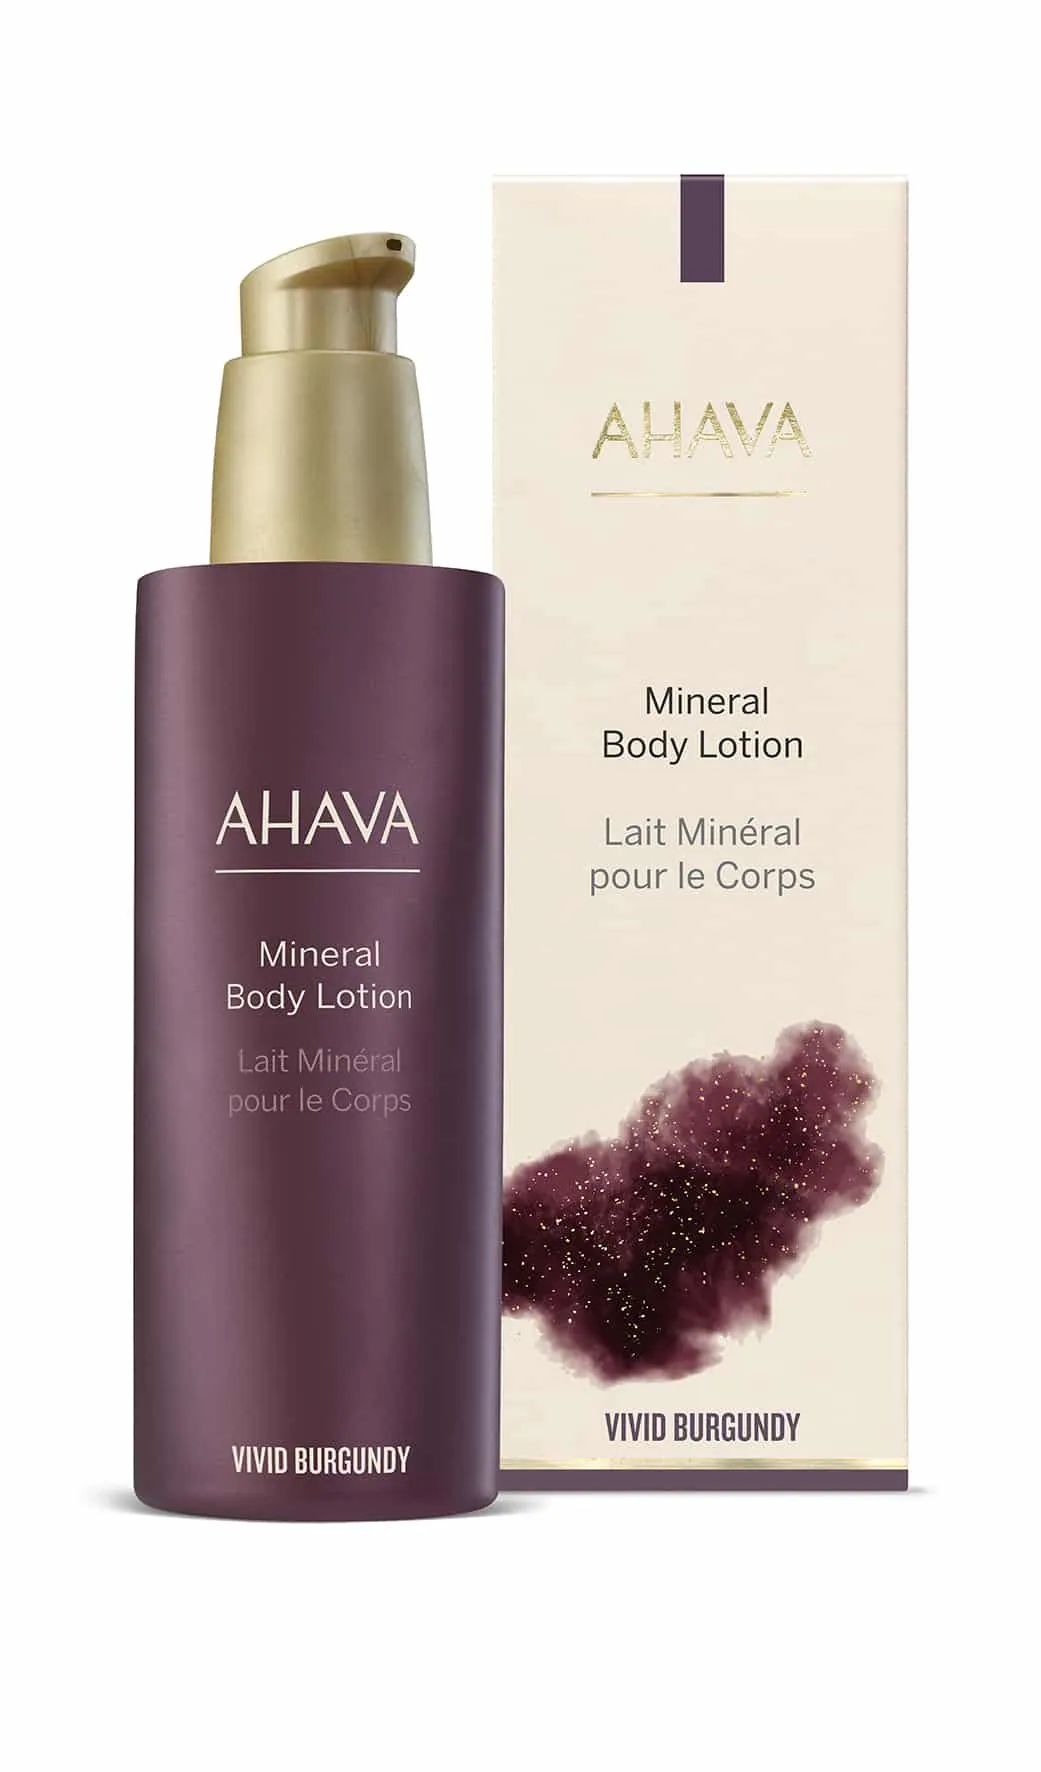 AHAVA
Mineral
Body Lotion
Lait Minéral
pour le Corps
VIVID BURGUNDY
AHAVA
Mineral
Body Lotion
Lait Minéral
pour le Corps
VIVID BURGUNDY